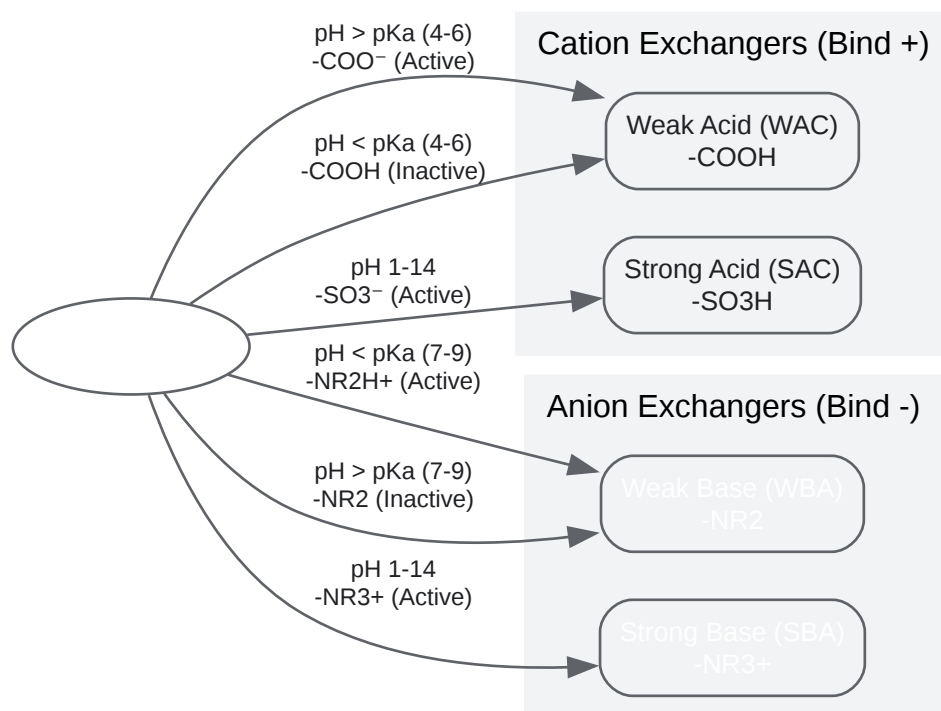 pH > pKa (4-6)
-COO⁻ (Active)
Cation Exchangers (Bind +)
Weak Acid (WAC)
-COOH
pH < pKa (4-6)
-COOH (Inactive)
Strong Acid (SAC)
-SO3H
pH 1-14
-SO3⁻ (Active)
pH < pKa (7-9)
-NR2H+ (Active)
Anion Exchangers (Bind -)
Weak Base (WBA)
-NR2
pH > pKa (7-9)
-NR2 (Inactive)
pH 1-14
-NR3+ (Active)
Strong Base (SBA)
-NR3+